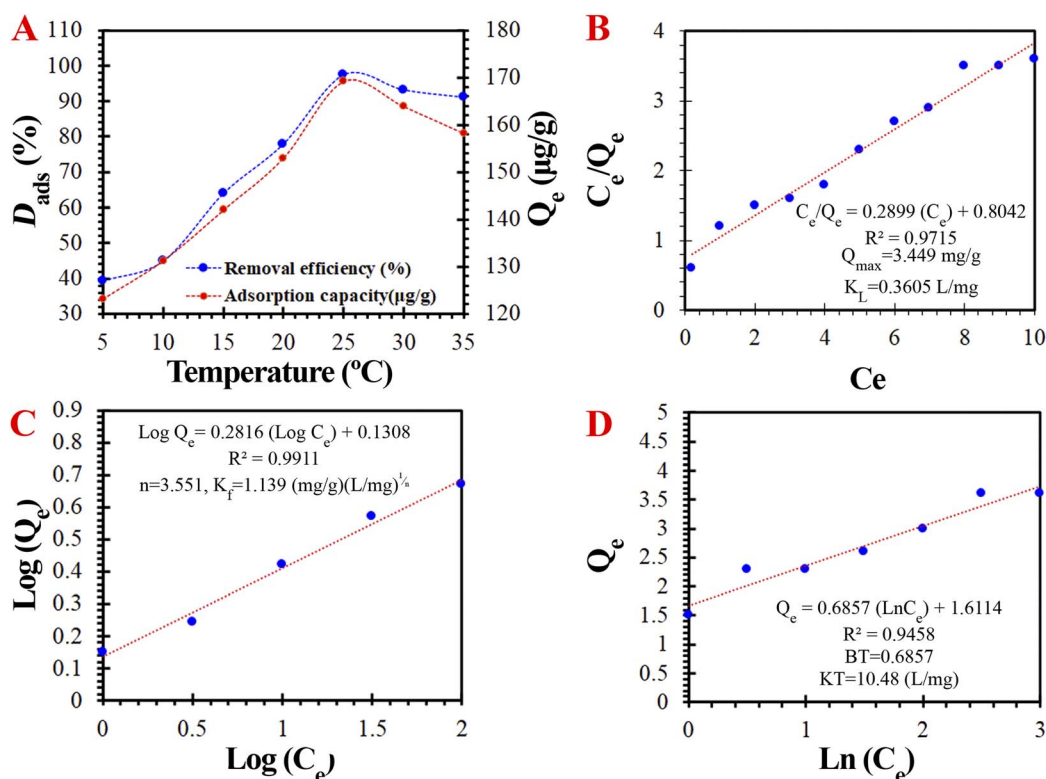 A
D_ads (%)
110
100
90
80
70
60
50
40
30
180
170
160
150
140
130
120
Q_e (µg/g)
Removal efficiency (%)
Adsorption capacity(µg/g)
5 10 15 20 25 30 35
Temperature (ºC)
B
C_e/Q_e
4
3
2
1
0
C_e/Q_e = 0.2899 (C_e) + 0.8042
R² = 0.9715
Q_max=3.449 mg/g
K_L=0.3605 L/mg
0 2 4 6 8 10
Ce
C
Log (Q_e)
0.9
0.8
0.7
0.6
0.5
0.4
0.3
0.2
0.1
0
Log Q_e = 0.2816 (Log C_e) + 0.1308
R² = 0.9911
n=3.551, K_f=1.139 (mg/g)(L/mg)^1/n
0 0.5 1 1.5 2
Log (C_e)
D
Q_e
5
4.5
4
3.5
3
2.5
2
1.5
1
0.5
0
Q_e = 0.6857 (LnC_e) + 1.6114
R² = 0.9458
BT=0.6857
KT=10.48 (L/mg)
0 1 2 3
Ln (C_e)